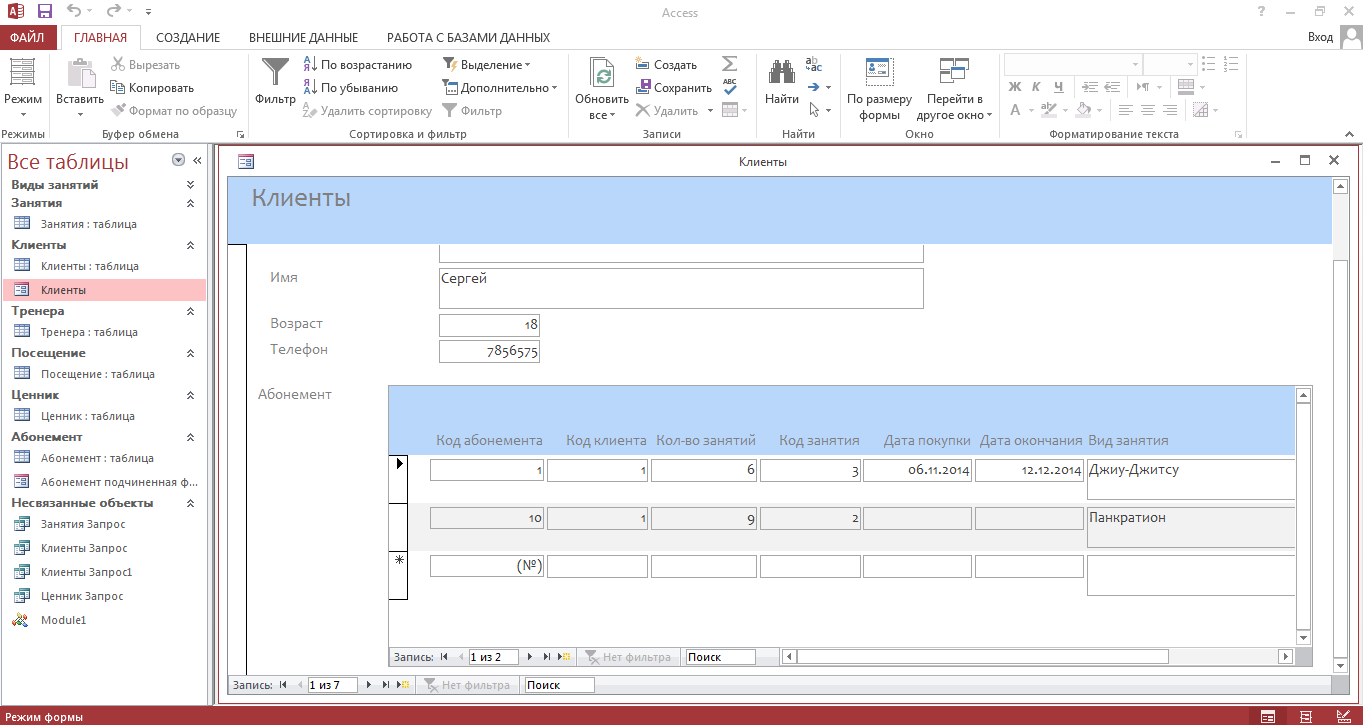 Access
?
ФАЙЛ ГЛАВНАЯ СОЗДАНИЕ ВНЕШНИЕ ДАННЫЕ РАБОТА С БАЗАМИ ДАННЫХ Вход
Режим
Режимы
Вставить
Вырезать
Копировать
Формат по образцу
Буфер обмена
Фильтр
По возрастанию
По убыванию
Удалить сортировку
Выделение
Дополнительно
Фильтр
Сортировка и фильтр
Обновить
все
Создать
Сохранить
Удалить
Записи
Найти
Найти
По размеру
формы
Перейти в
другое окно
Окно
Ж К Ч
А
Форматирование текста
Все таблицы
Виды занятий
Занятия
Занятия : таблица
Клиенты
Клиенты : таблица
Клиенты
Тренера
Тренера : таблица
Посещение
Посещение : таблица
Ценник
Ценник : таблица
Абонемент
Абонемент : таблица
Абонемент подчиненная ф...
Несвязанные объекты
Занятия Запрос
Клиенты Запрос
Клиенты Запрос1
Ценник Запрос
Module1
Клиенты
Клиенты
Имя Сергей
Возраст 18
Телефон 7856575
Абонемент
Код абонемента Код клиента Кол-во занятий Код занятия Дата покупки Дата окончания Вид занятия
1 1 6 3 06.11.2014 12.12.2014 Джиу-Джитсу
10 1 9 2 Панкратион
(№)
Запись: 1 из 2 Нет фильтра Поиск
Запись: 1 из 7 Нет фильтра Поиск
Режим формы